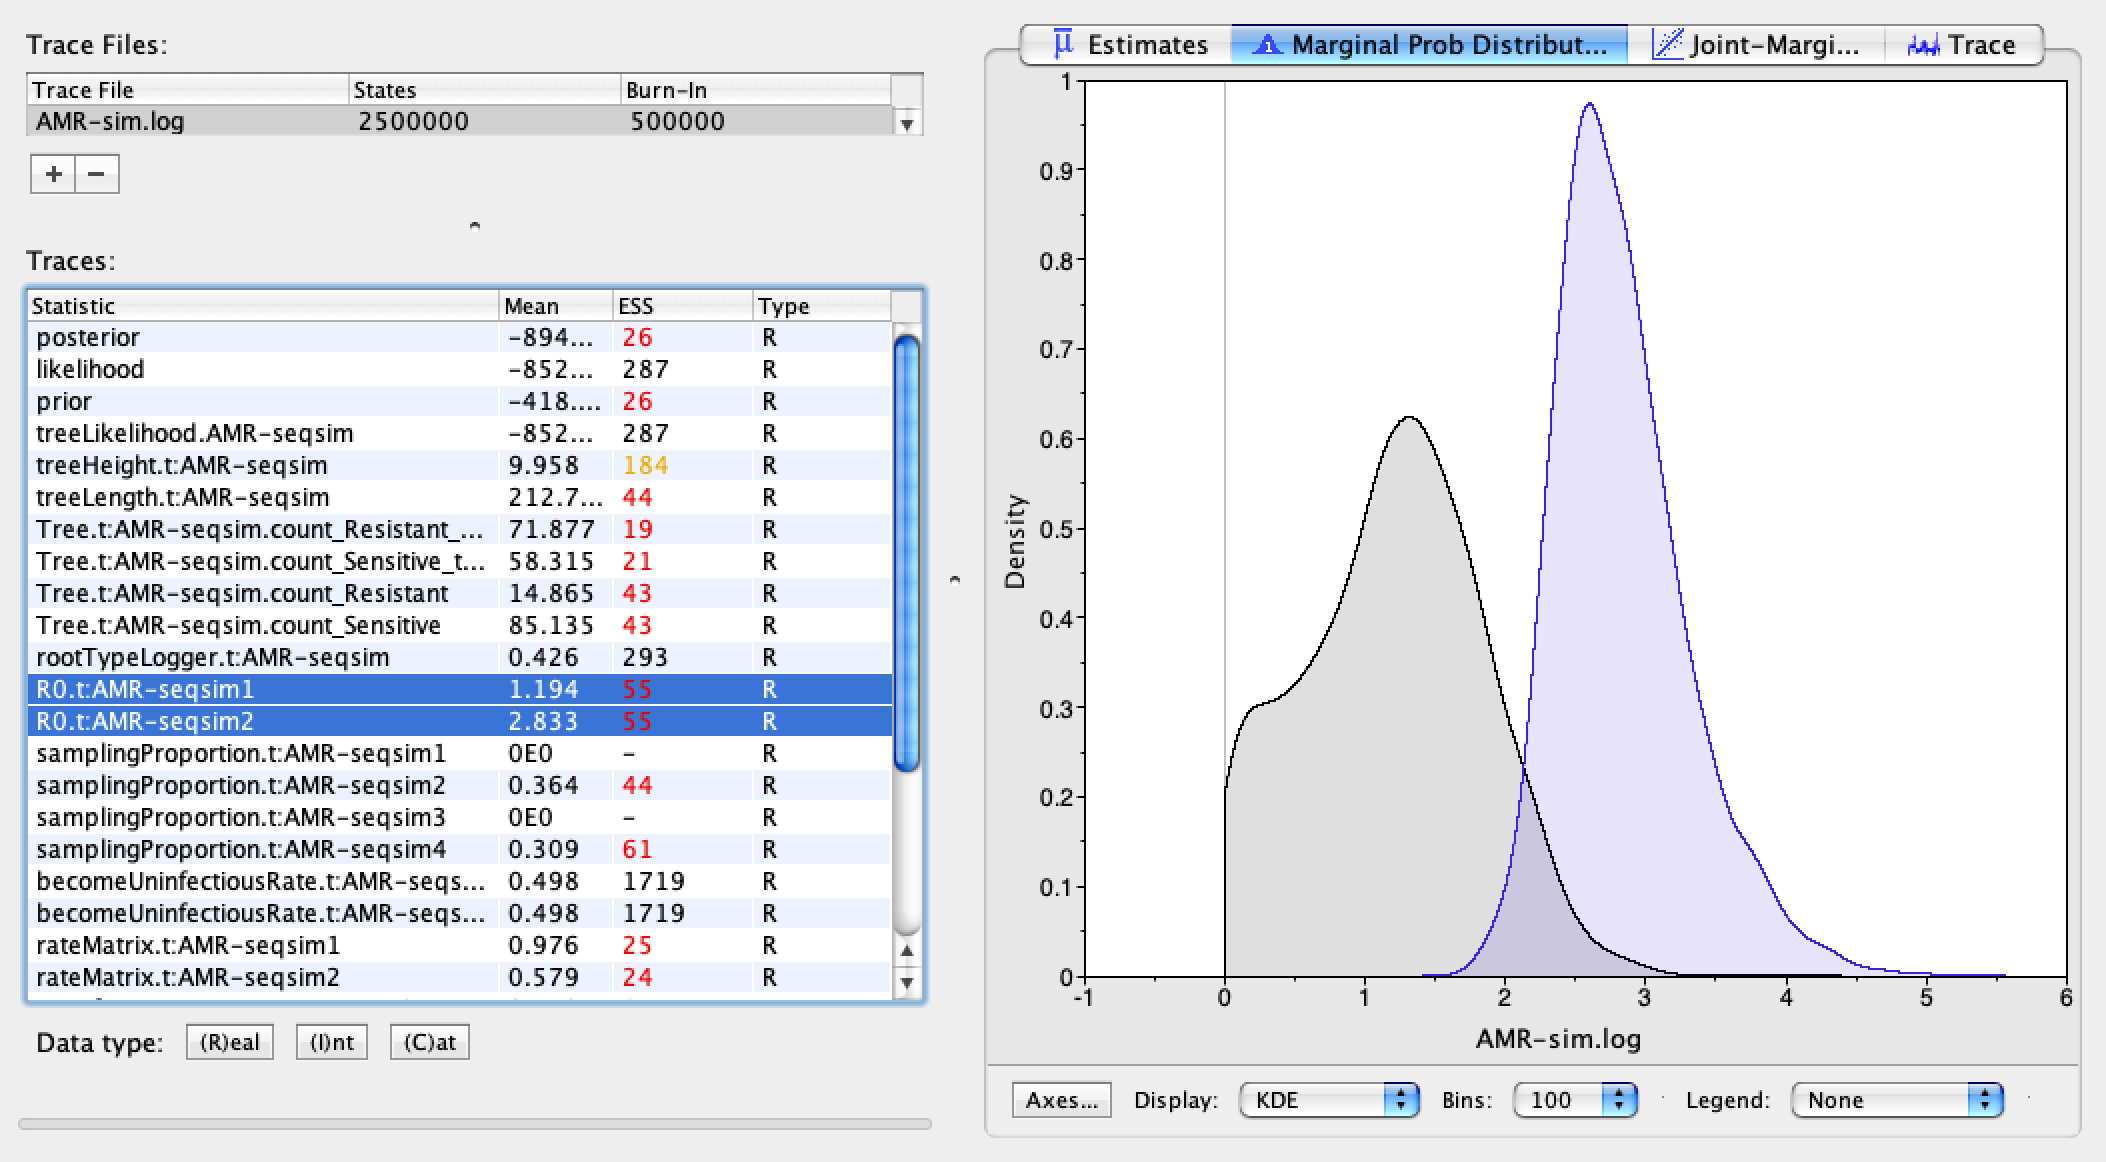 Trace Files:
Trace File States Burn-In
AMR-sim.log 2500000 500000
+ −
Traces:
Statistic Mean ESS Type
posterior -894... 26 R
likelihood -852... 287 R
prior -418.... 26 R
treeLikelihood.AMR-seqsim -852... 287 R
treeHeight.t:AMR-seqsim 9.958 184 R
treeLength.t:AMR-seqsim 212.7... 44 R
Tree.t:AMR-seqsim.count_Resistant_... 71.877 19 R
Tree.t:AMR-seqsim.count_Sensitive_t... 58.315 21 R
Tree.t:AMR-seqsim.count_Resistant 14.865 43 R
Tree.t:AMR-seqsim.count_Sensitive 85.135 43 R
rootTypeLogger.t:AMR-seqsim 0.426 293 R
R0.t:AMR-seqsim1 1.194 55 R
R0.t:AMR-seqsim2 2.833 55 R
samplingProportion.t:AMR-seqsim1 0E0 - R
samplingProportion.t:AMR-seqsim2 0.364 44 R
samplingProportion.t:AMR-seqsim3 0E0 - R
samplingProportion.t:AMR-seqsim4 0.309 61 R
becomeUninfectiousRate.t:AMR-seqs... 0.498 1719 R
becomeUninfectiousRate.t:AMR-seqs... 0.498 1719 R
rateMatrix.t:AMR-seqsim1 0.976 25 R
rateMatrix.t:AMR-seqsim2 0.579 24 R
Data type: (R)eal (I)nt (C)at
Estimates Marginal Prob Distribut... Joint-Margi... Trace
1
0.9
0.8
0.7
0.6
0.5
0.4
0.3
0.2
0.1
0
Density
-1 0 1 2 3 4 5 6
AMR-sim.log
Axes... Display: KDE Bins: 100 Legend: None